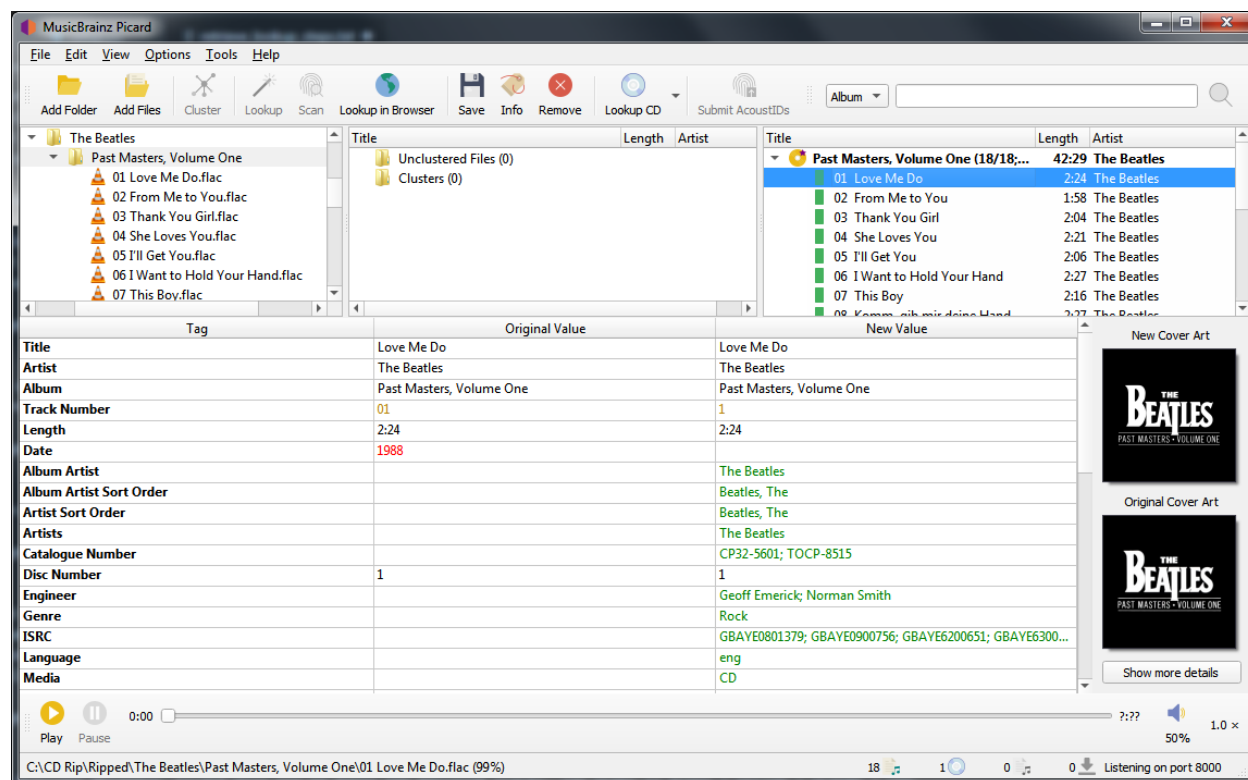 MusicBrainz Picard
File Edit View Options Tools Help
Add Folder Add Files Cluster Lookup Scan Lookup in Browser Save Info Remove Lookup CD Submit AcoustIDs Album
The Beatles
Past Masters, Volume One
01 Love Me Do.flac
02 From Me to You.flac
03 Thank You Girl.flac
04 She Loves You.flac
05 I'll Get You.flac
06 I Want to Hold Your Hand.flac
07 This Boy.flac
Title Length Artist
Unclustered Files (0)
Clusters (0)
Title Length Artist
Past Masters, Volume One (18/18;... 42:29 The Beatles
01 Love Me Do 2:24 The Beatles
02 From Me to You 1:58 The Beatles
03 Thank You Girl 2:04 The Beatles
04 She Loves You 2:21 The Beatles
05 I'll Get You 2:06 The Beatles
06 I Want to Hold Your Hand 2:27 The Beatles
07 This Boy 2:16 The Beatles
08 Komm, gib mir deine Hand 2:27 The Beatles
Tag Original Value New Value
Title Love Me Do Love Me Do
Artist The Beatles The Beatles
Album Past Masters, Volume One Past Masters, Volume One
Track Number 01 1
Length 2:24 2:24
Date 1988
Album Artist The Beatles
Album Artist Sort Order Beatles, The
Artist Sort Order Beatles, The
Artists The Beatles
Catalogue Number CP32-5601; TOCP-8515
Disc Number 1 1
Engineer Geoff Emerick; Norman Smith
Genre Rock
ISRC GBAYE0801379; GBAYE0900756; GBAYE6200651; GBAYE6300...
Language eng
Media CD
New Cover Art
THE
BEATLES
PAST MASTERS • VOLUME ONE
Original Cover Art
THE
BEATLES
PAST MASTERS • VOLUME ONE
Show more details
0:00 ?:??
Play Pause 50% 1.0 ×
C:\CD Rip\Ripped\The Beatles\Past Masters, Volume One\01 Love Me Do.flac (99%) 18 1 0 0 Listening on port 8000